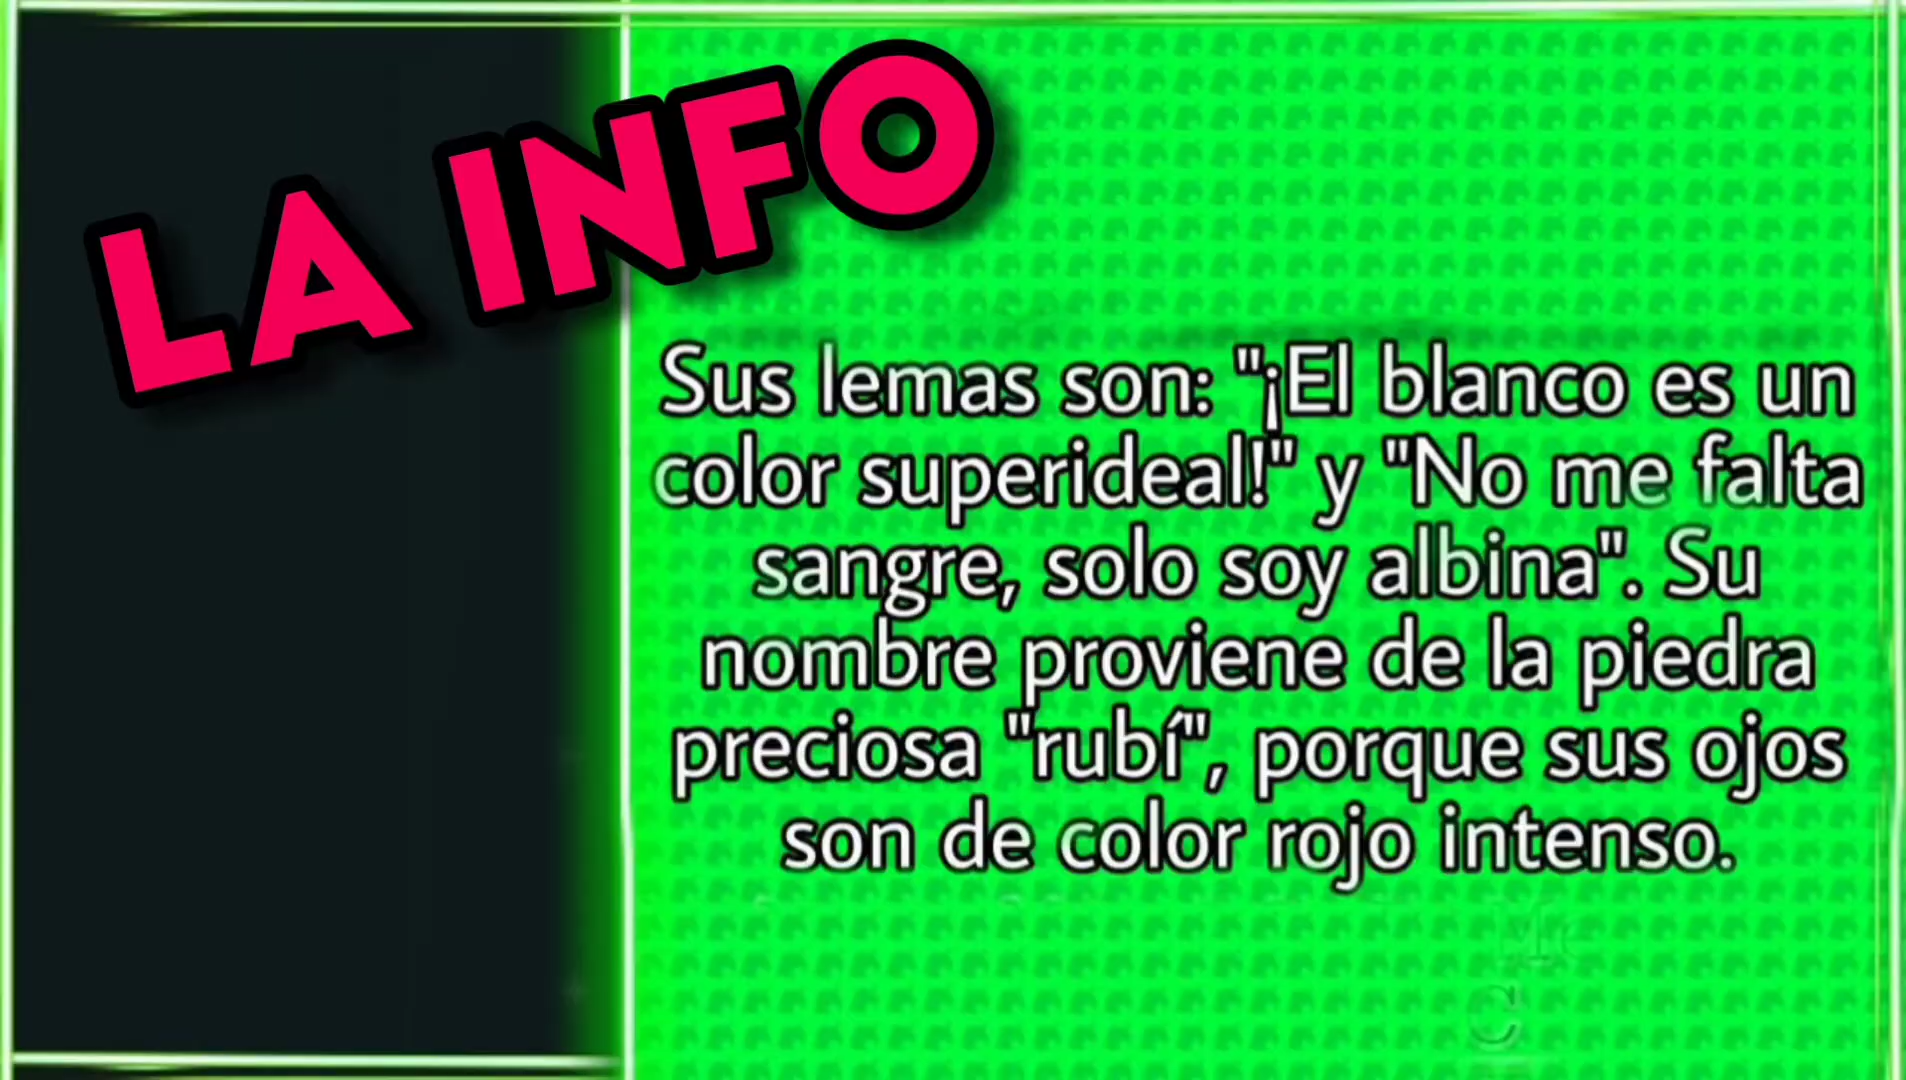 LA INFO
Sus lemas son: "¡El blanco es un
color superideal!" y "No me falta
sangre, solo soy albina". Su
nombre proviene de la piedra
preciosa "rubí", porque sus ojos
son de color rojo intenso.